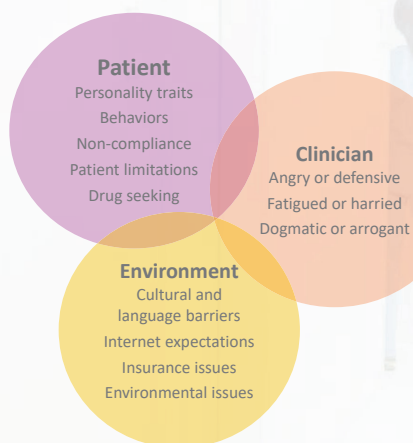 Patient
Personality traits
Behaviors
Non-compliance
Patient limitations
Drug seeking
Clinician
Angry or defensive
Fatigued or harried
Dogmatic or arrogant
Environment
Cultural and
language barriers
Internet expectations
Insurance issues
Environmental issues